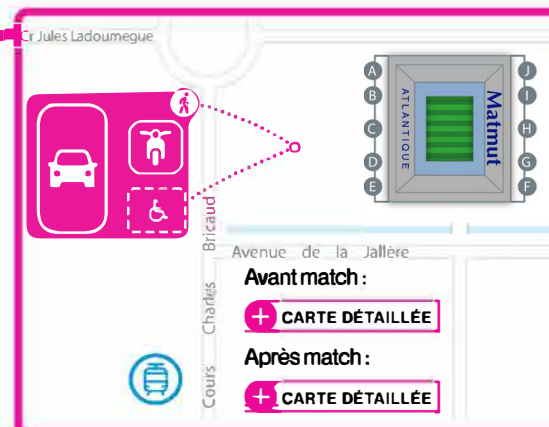 Cr Jules Ladoumegue
A
B
C
D
E
J
I
H
G
F
ATLANTIQUE
Matmut
Cours Charles Bricaud
Avenue de la Jallère
Avant match :
+ CARTE DÉTAILLÉE
Après match :
+ CARTE DÉTAILLÉE